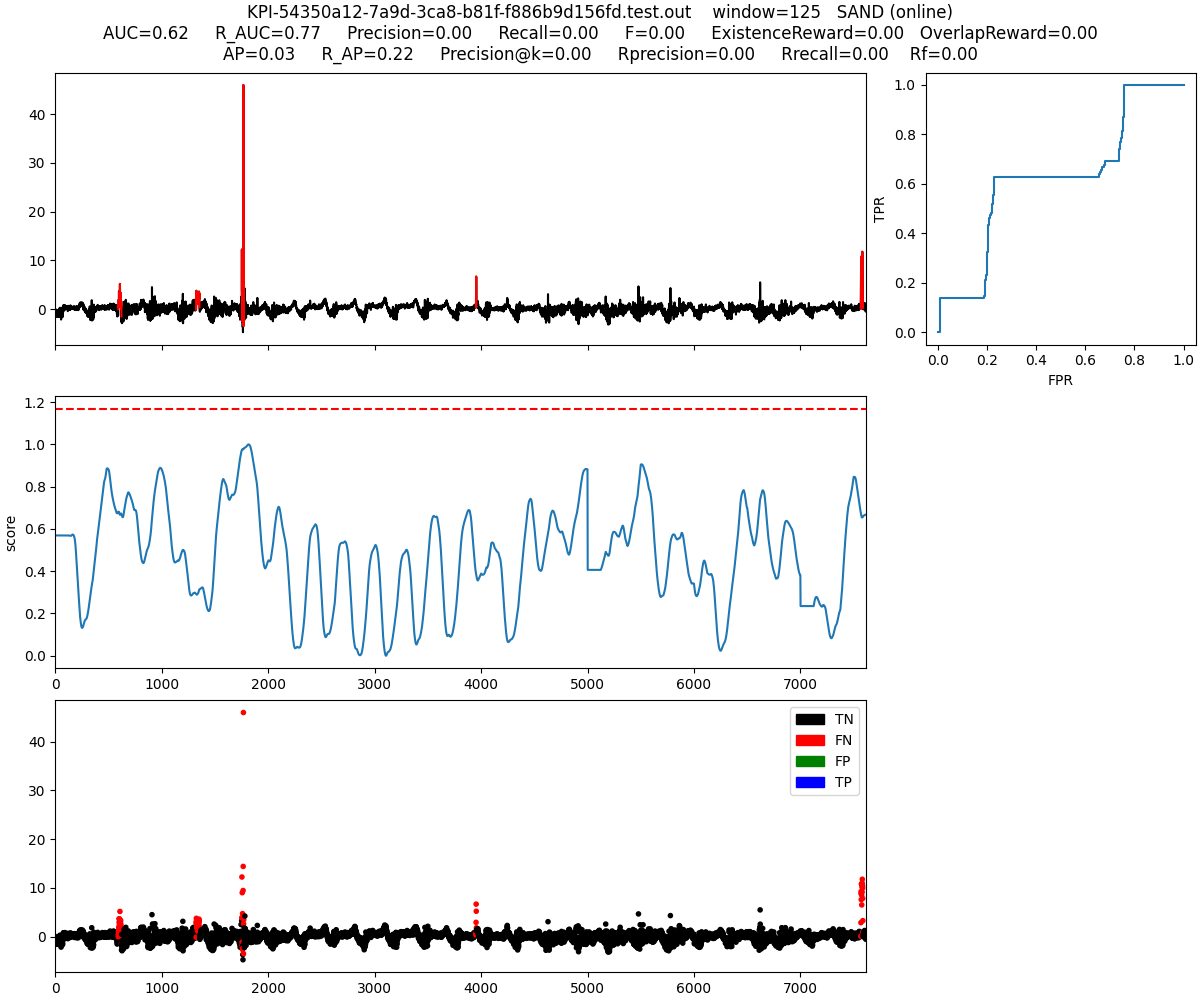 KPI-54350a12-7a9d-3ca8-b81f-f886b9d156fd.test.out    window=125   SAND (online)
AUC=0.62     R_AUC=0.77     Precision=0.00     Recall=0.00     F=0.00     ExistenceReward=0.00   OverlapReward=0.00
AP=0.03     R_AP=0.22     Precision@k=0.00     Rprecision=0.00     Rrecall=0.00     Rf=0.00
40
30
20
10
0
1.0
0.8
0.6
0.4
0.2
0.0
TPR
0.0 0.2 0.4 0.6 0.8 1.0
FPR
1.2
1.0
0.8
0.6
0.4
0.2
0.0
score
0 1000 2000 3000 4000 5000 6000 7000
40
30
20
10
0
TN
FN
FP
TP
0 1000 2000 3000 4000 5000 6000 7000